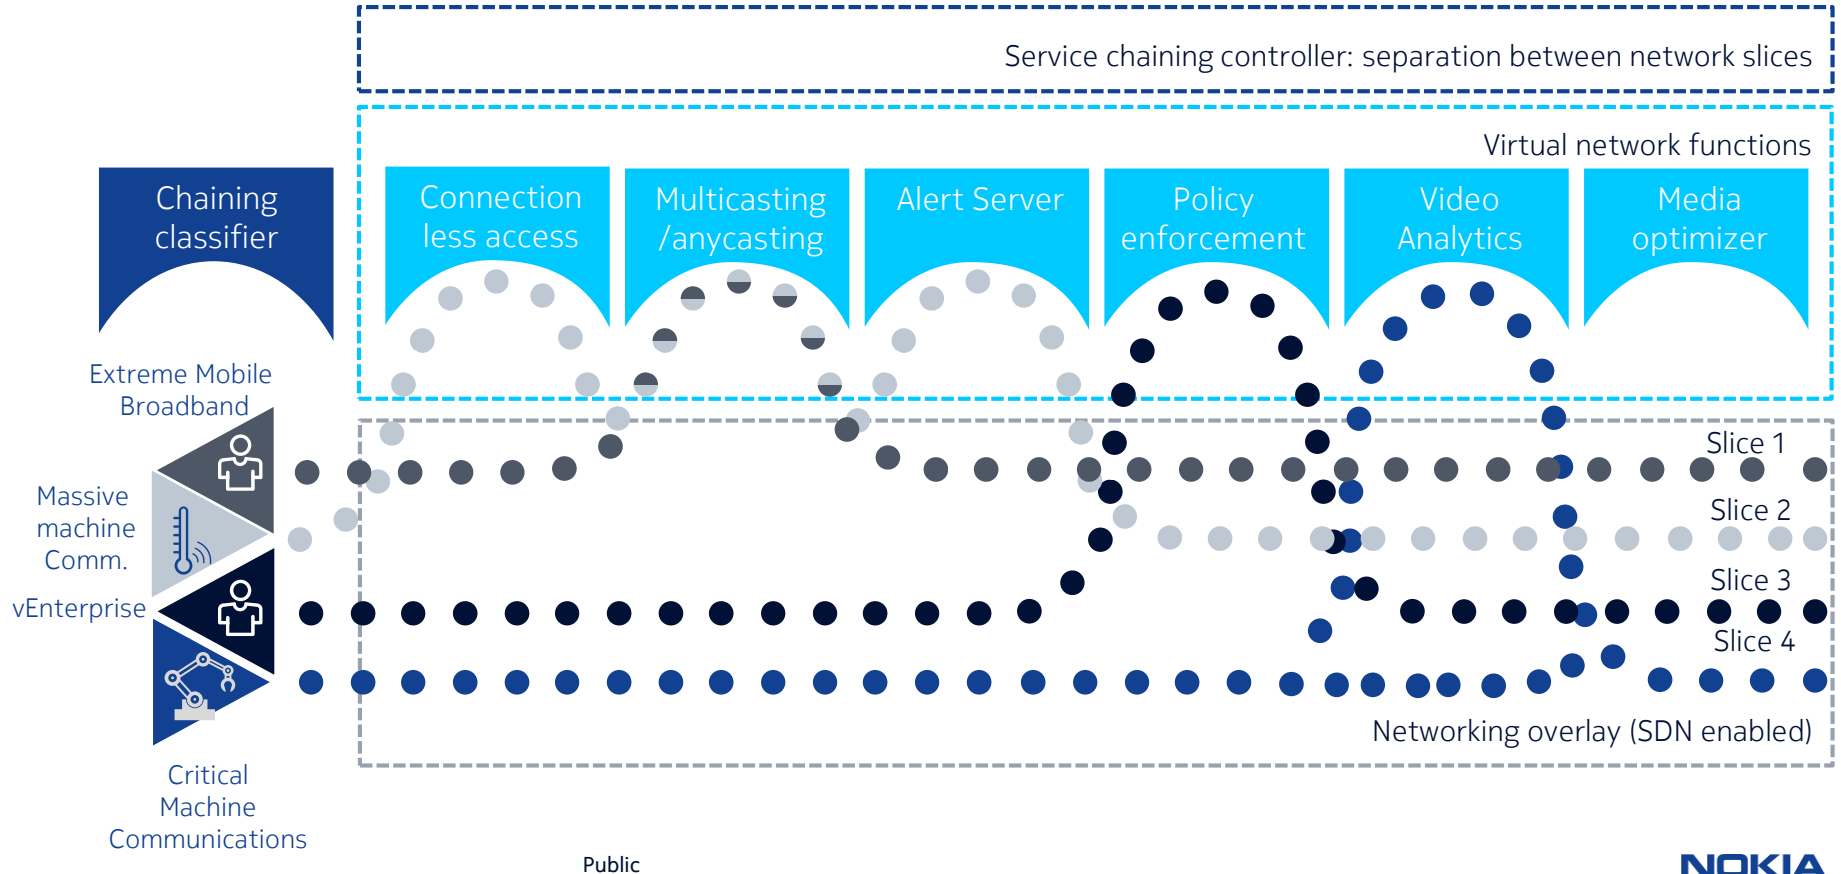 Service chaining controller: separation between network slices
Virtual network functions
Chaining
classifier
Connection
less access
Multicasting
/anycasting
Alert Server
Policy
enforcement
Video
Analytics
Media
optimizer
Extreme Mobile
Broadband
Massive
machine
Comm.
vEnterprise
Critical
Machine
Communications
Slice 1
Slice 2
Slice 3
Slice 4
Networking overlay (SDN enabled)
Public
NOKIA